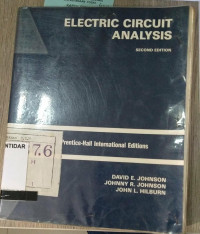 ELECTRIC CIRCUIT
ANALYSIS
SECOND EDITION
Prentice-Hall International Editions
NTIDAR
7.6
DAVID E. JOHNSON
JOHNNY R. JOHNSON
JOHN L. HILBURN